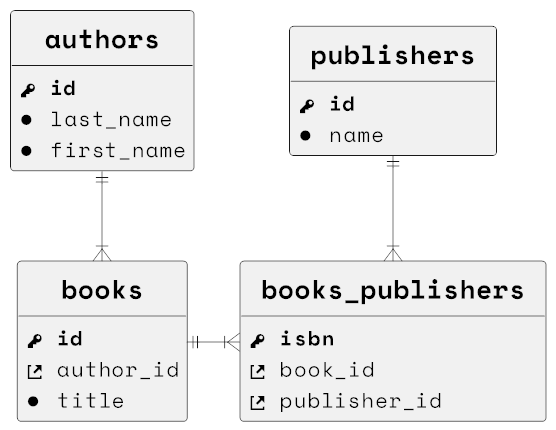 authors
id
last_name
first_name
publishers
id
name
books
id
author_id
title
books_publishers
isbn
book_id
publisher_id